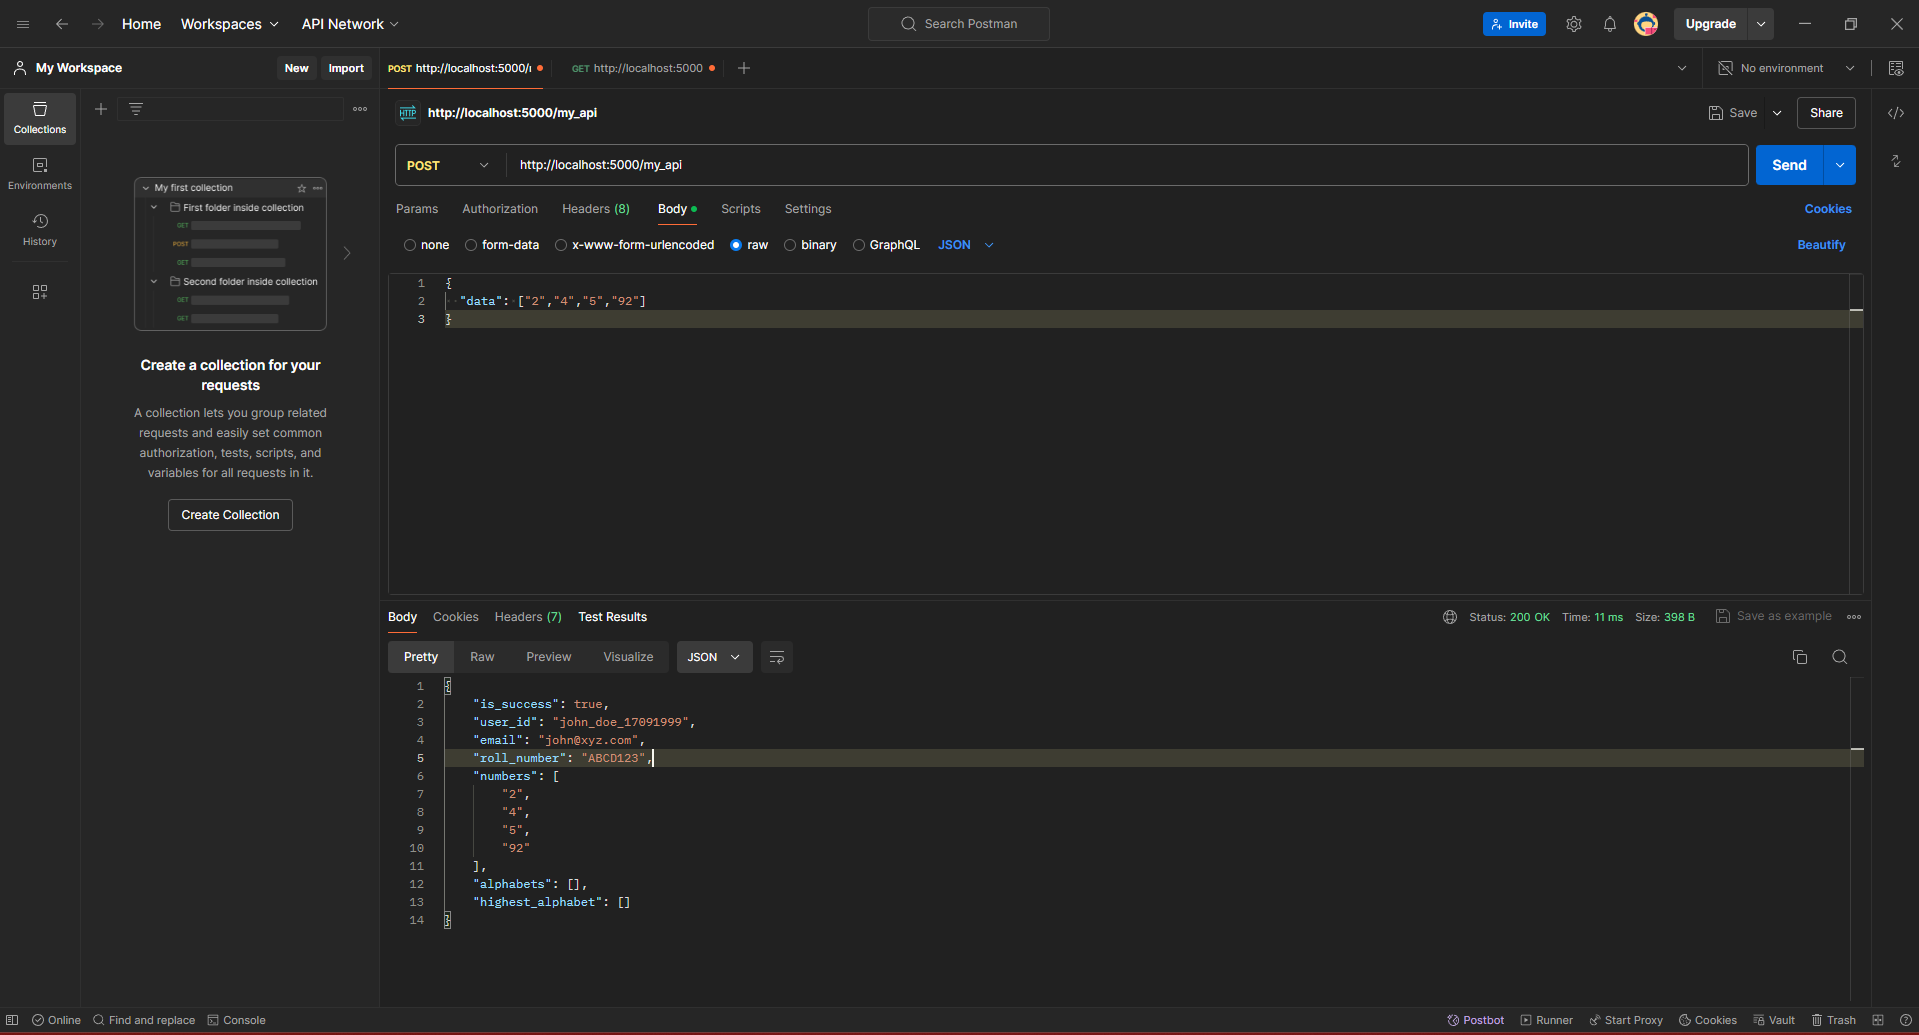 Home Workspaces API Network Search Postman Invite Upgrade
My Workspace New Import POST http://localhost:5000/ GET http://localhost:5000 No environment
Collections
Environments
History
My first collection
First folder inside collection
GET
POST
GET
Second folder inside collection
GET
GET
Create a collection for your
requests
A collection lets you group related
requests and easily set common
authorization, tests, scripts, and
variables for all requests in it.
Create Collection
HTTP http://localhost:5000/my_api Save Share
POST http://localhost:5000/my_api Send
Params Authorization Headers (8) Body Scripts Settings Cookies
none form-data x-www-form-urlencoded raw binary GraphQL JSON Beautify
1 {
2 "data": ["2","4","5","92"]
3 }
Body Cookies Headers (7) Test Results Status: 200 OK Time: 11 ms Size: 398 B Save as example
Pretty Raw Preview Visualize JSON
1 {
2 "is_success": true,
3 "user_id": "john_doe_17091999",
4 "email": "john@xyz.com",
5 "roll_number": "ABCD123",
6 "numbers": [
7 "2",
8 "4",
9 "5",
10 "92"
11 ],
12 "alphabets": [],
13 "highest_alphabet": []
14 }
Online Find and replace Console Postbot Runner Start Proxy Cookies Vault Trash